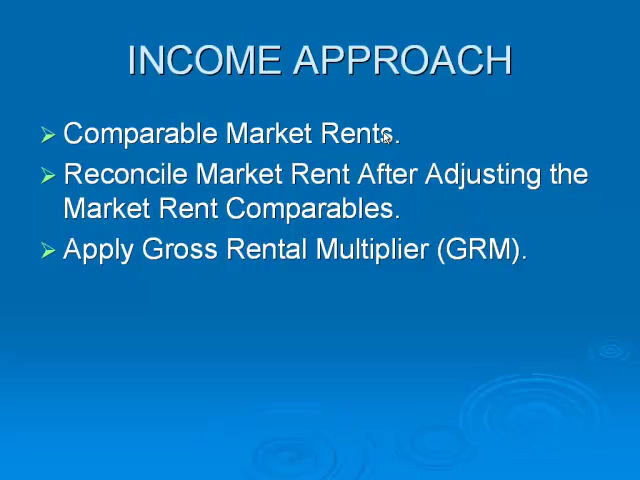 INCOME APPROACH
Comparable Market Rents.
Reconcile Market Rent After Adjusting the
Market Rent Comparables.
Apply Gross Rental Multiplier (GRM).